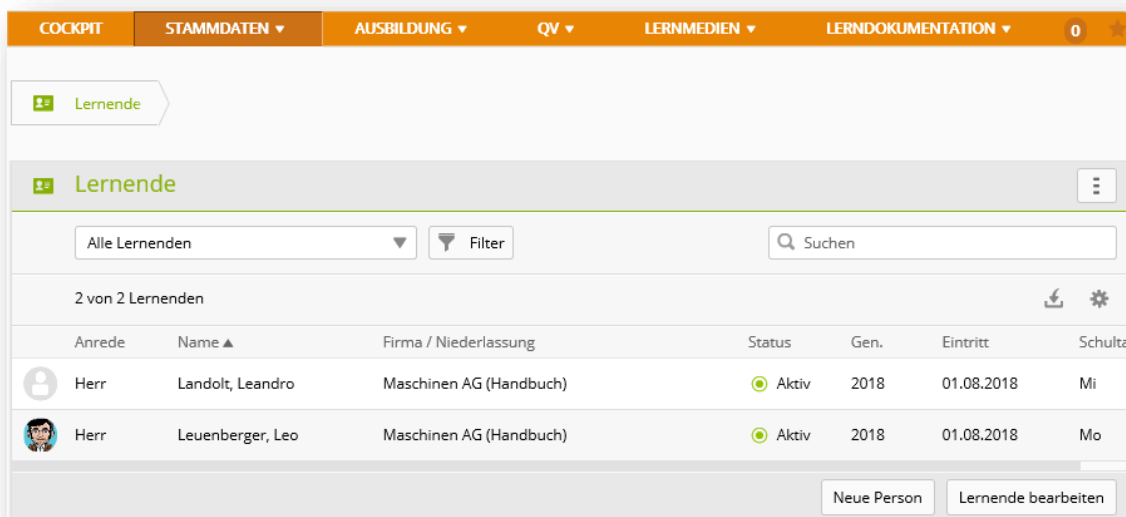 COCKPIT STAMMDATEN AUSBILDUNG QV LERNMEDIEN LERNDOKUMENTATION 0
Lernende
Lernende
Alle Lernenden Filter Suchen
2 von 2 Lernenden
Anrede Name Firma / Niederlassung Status Gen. Eintritt Schulta
Herr Landolt, Leandro Maschinen AG (Handbuch) Aktiv 2018 01.08.2018 Mi
Herr Leuenberger, Leo Maschinen AG (Handbuch) Aktiv 2018 01.08.2018 Mo
Neue Person Lernende bearbeiten